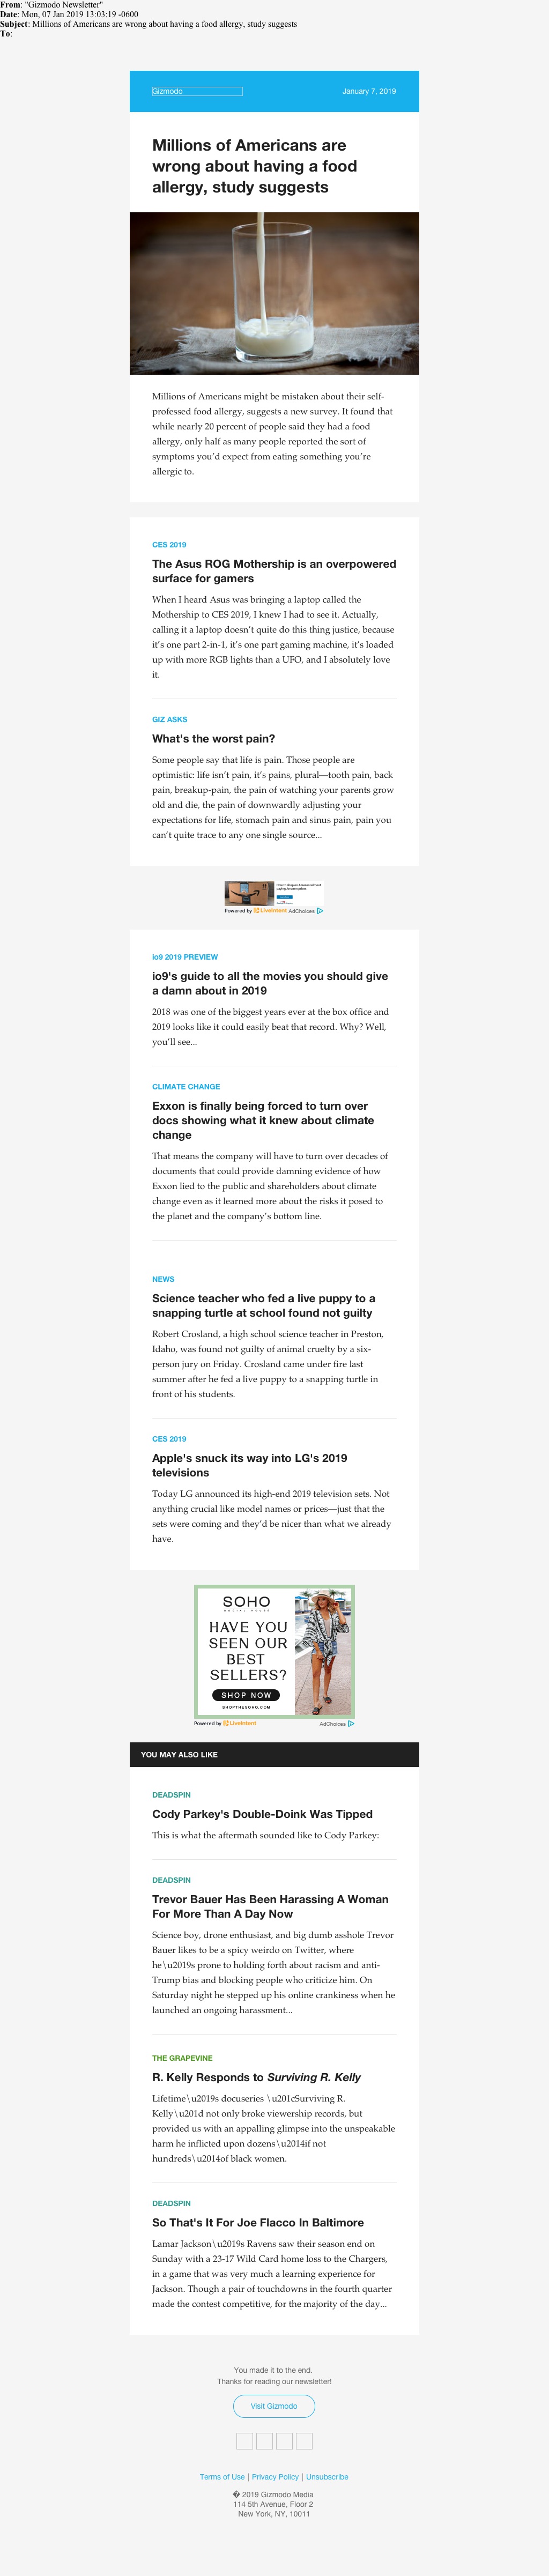 From: "Gizmodo Newsletter"
Date: Mon, 07 Jan 2019 13:03:19 -0600
Subject: Millions of Americans are wrong about having a food allergy, study suggests
To:
Gizmodo
January 7, 2019
Millions of Americans are
wrong about having a food
allergy, study suggests
Millions of Americans might be mistaken about their self-
professed food allergy, suggests a new survey. It found that
while nearly 20 percent of people said they had a food
allergy, only half as many people reported the sort of
symptoms you’d expect from eating something you’re
allergic to.
CES 2019
The Asus ROG Mothership is an overpowered
surface for gamers
When I heard Asus was bringing a laptop called the
Mothership to CES 2019, I knew I had to see it. Actually,
calling it a laptop doesn’t quite do this thing justice, because
it’s one part 2-in-1, it’s one part gaming machine, it’s loaded
up with more RGB lights than a UFO, and I absolutely love
it.
GIZ ASKS
What's the worst pain?
Some people say that life is pain. Those people are
optimistic: life isn’t pain, it’s pains, plural—tooth pain, back
pain, breakup-pain, the pain of watching your parents grow
old and die, the pain of downwardly adjusting your
expectations for life, stomach pain and sinus pain, pain you
can’t quite trace to any one single source...
How to shop on Amazon without
paying Amazon prices
Powered by LiveIntent AdChoices
io9 2019 PREVIEW
io9's guide to all the movies you should give
a damn about in 2019
2018 was one of the biggest years ever at the box office and
2019 looks like it could easily beat that record. Why? Well,
you’ll see...
CLIMATE CHANGE
Exxon is finally being forced to turn over
docs showing what it knew about climate
change
That means the company will have to turn over decades of
documents that could provide damning evidence of how
Exxon lied to the public and shareholders about climate
change even as it learned more about the risks it posed to
the planet and the company’s bottom line.
NEWS
Science teacher who fed a live puppy to a
snapping turtle at school found not guilty
Robert Crosland, a high school science teacher in Preston,
Idaho, was found not guilty of animal cruelty by a six-
person jury on Friday. Crosland came under fire last
summer after he fed a live puppy to a snapping turtle in
front of his students.
CES 2019
Apple's snuck its way into LG's 2019
televisions
Today LG announced its high-end 2019 television sets. Not
anything crucial like model names or prices—just that the
sets were coming and they’d be nicer than what we already
have.
SOHO
HAVE YOU
SEEN OUR
BEST
SELLERS?
SHOP NOW
SHOPTHESOHO.COM
Powered by LiveIntent
AdChoices
YOU MAY ALSO LIKE
DEADSPIN
Cody Parkey's Double-Doink Was Tipped
This is what the aftermath sounded like to Cody Parkey:
DEADSPIN
Trevor Bauer Has Been Harassing A Woman
For More Than A Day Now
Science boy, drone enthusiast, and big dumb asshole Trevor
Bauer likes to be a spicy weirdo on Twitter, where
he\u2019s prone to holding forth about racism and anti-
Trump bias and blocking people who criticize him. On
Saturday night he stepped up his online crankiness when he
launched an ongoing harassment...
THE GRAPEVINE
R. Kelly Responds to Surviving R. Kelly
Lifetime\u2019s docuseries \u201cSurviving R.
Kelly\u201d not only broke viewership records, but
provided us with an appalling glimpse into the unspeakable
harm he inflicted upon dozens\u2014if not
hundreds\u2014of black women.
DEADSPIN
So That's It For Joe Flacco In Baltimore
Lamar Jackson\u2019s Ravens saw their season end on
Sunday with a 23-17 Wild Card home loss to the Chargers,
in a game that was very much a learning experience for
Jackson. Though a pair of touchdowns in the fourth quarter
made the contest competitive, for the majority of the day...
You made it to the end.
Thanks for reading our newsletter!
Visit Gizmodo
Terms of Use | Privacy Policy | Unsubscribe
� 2019 Gizmodo Media
114 5th Avenue, Floor 2
New York, NY, 10011